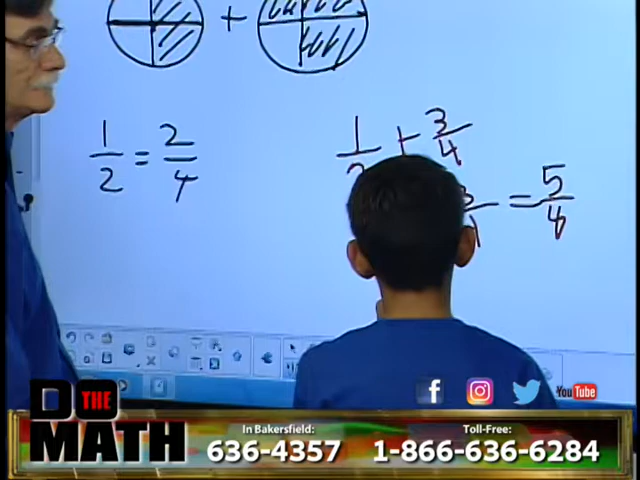 +
1/2 = 2/4
1/ + 3/4
= 5/4
DO THE MATH
In Bakersfield:
636-4357
Toll-Free:
1-866-636-6284
f
YouTube